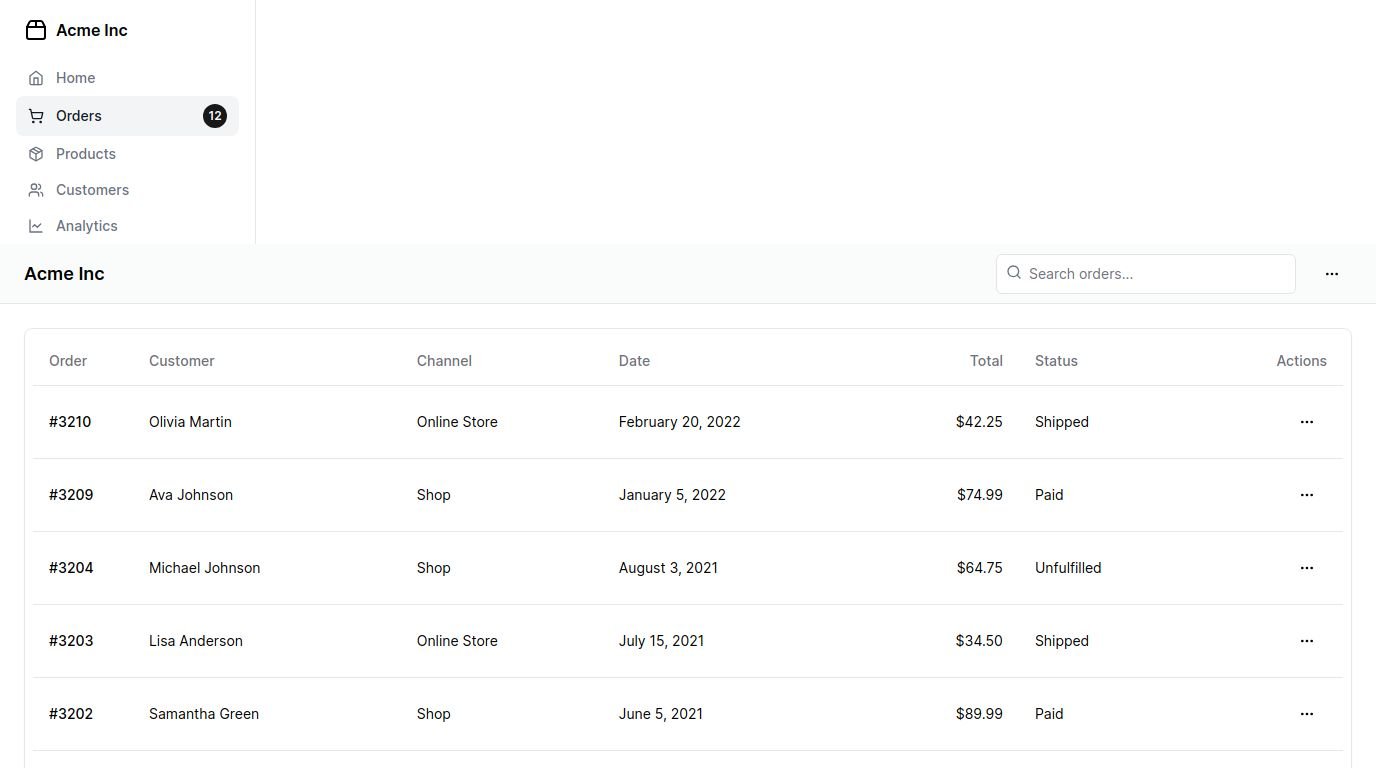 Acme Inc
Home
Orders 12
Products
Customers
Analytics
Acme Inc Search orders...
Order Customer Channel Date Total Status Actions
#3210 Olivia Martin Online Store February 20, 2022 $42.25 Shipped
#3209 Ava Johnson Shop January 5, 2022 $74.99 Paid
#3204 Michael Johnson Shop August 3, 2021 $64.75 Unfulfilled
#3203 Lisa Anderson Online Store July 15, 2021 $34.50 Shipped
#3202 Samantha Green Shop June 5, 2021 $89.99 Paid